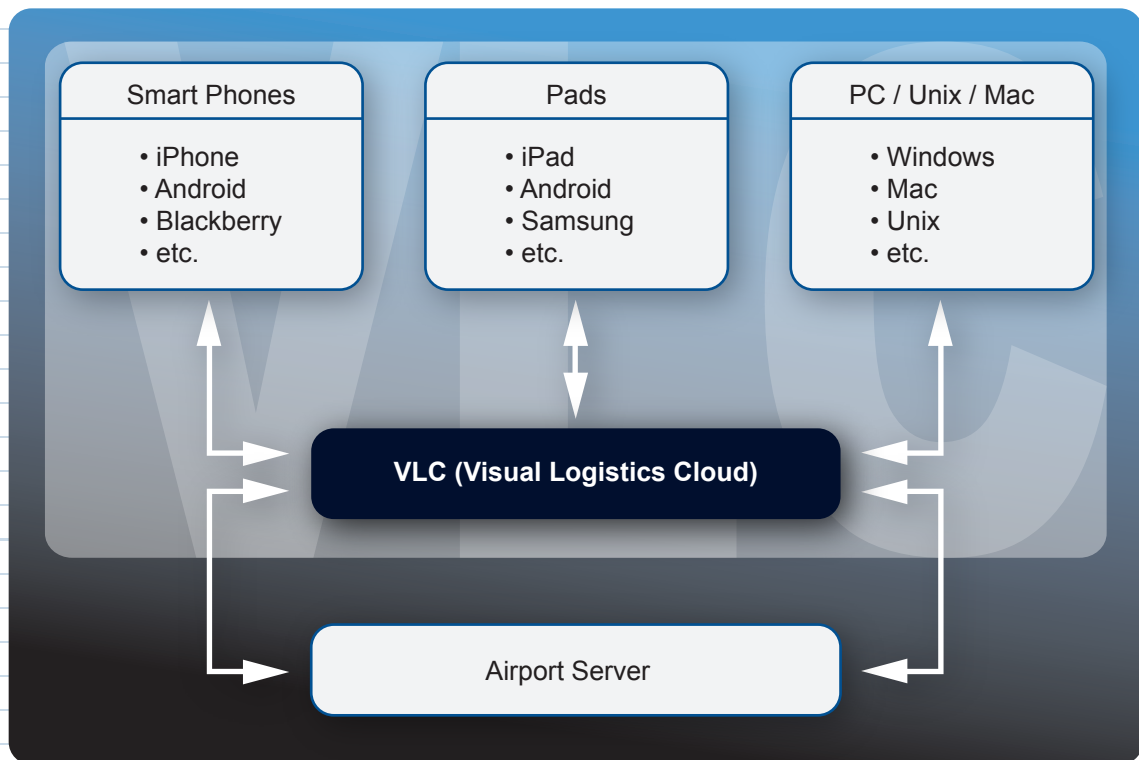 VLC
Smart Phones
• iPhone
• Android
• Blackberry
• etc.
Pads
• iPad
• Android
• Samsung
• etc.
PC / Unix / Mac
• Windows
• Mac
• Unix
• etc.
VLC (Visual Logistics Cloud)
Airport Server